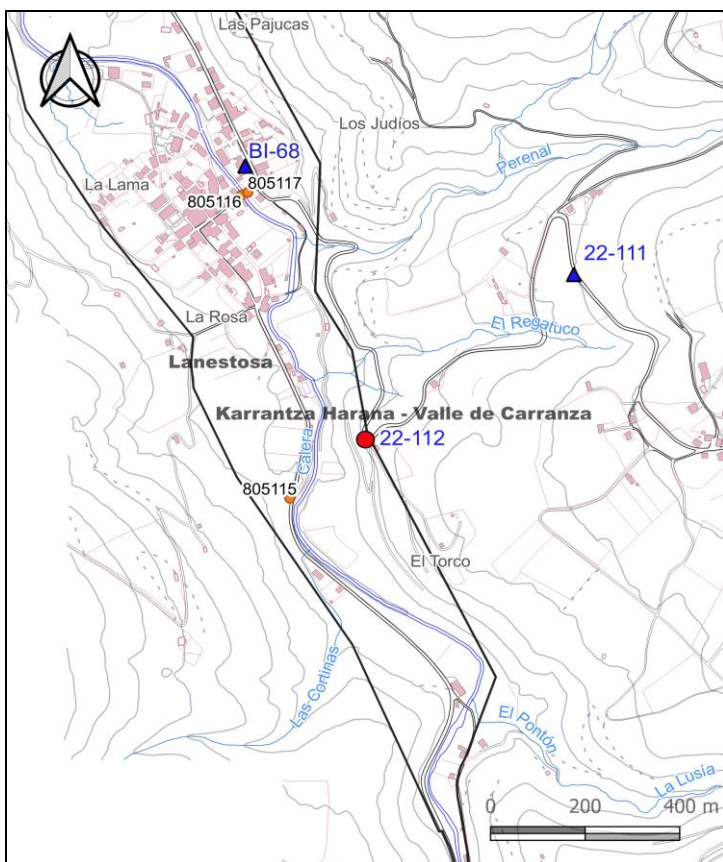 Las Pajucas
Los Judíos
Perenal
BI-68
805117
La Lama
805116
22-111
La Rosa
El Regatuco
Lanestosa
Karrantza Harana - Valle de Carranza
22-112
Calera
805115
El Torco
Las Cortinas
El Pontón
La Lusía
0 200 400 m